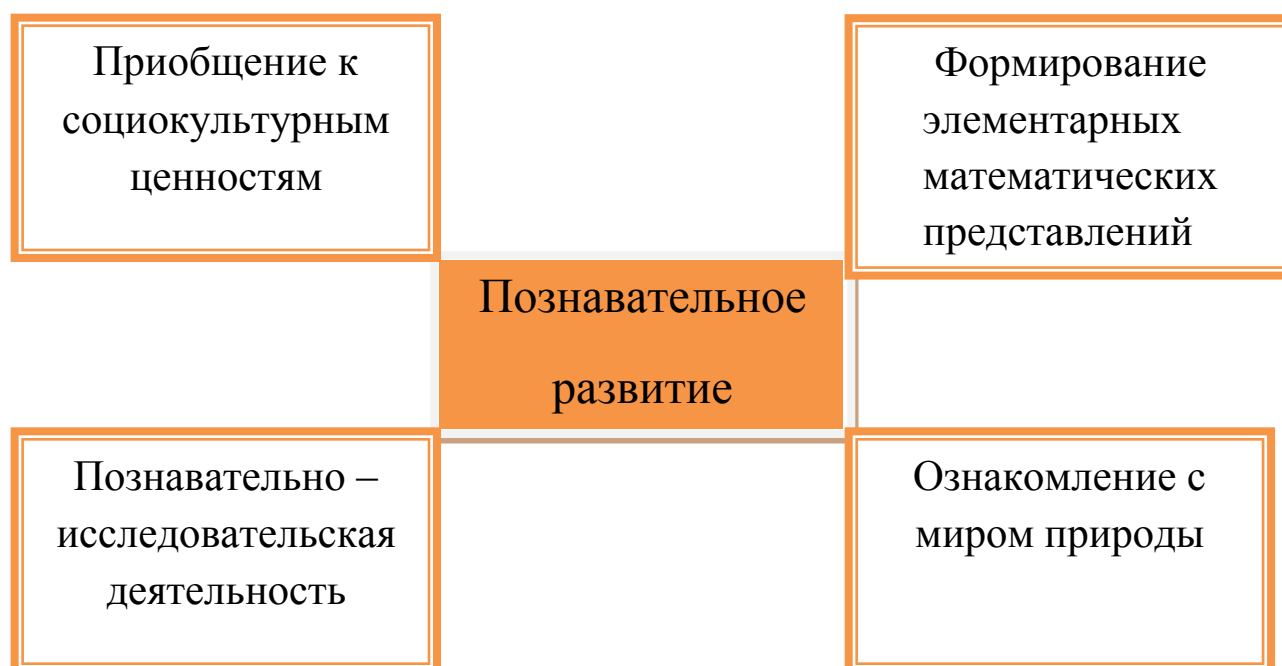 Приобщение к
социокультурным
ценностям
Формирование
элементарных
математических
представлений
Познавательное
развитие
Познавательно –
исследовательская
деятельность
Ознакомление с
миром природы